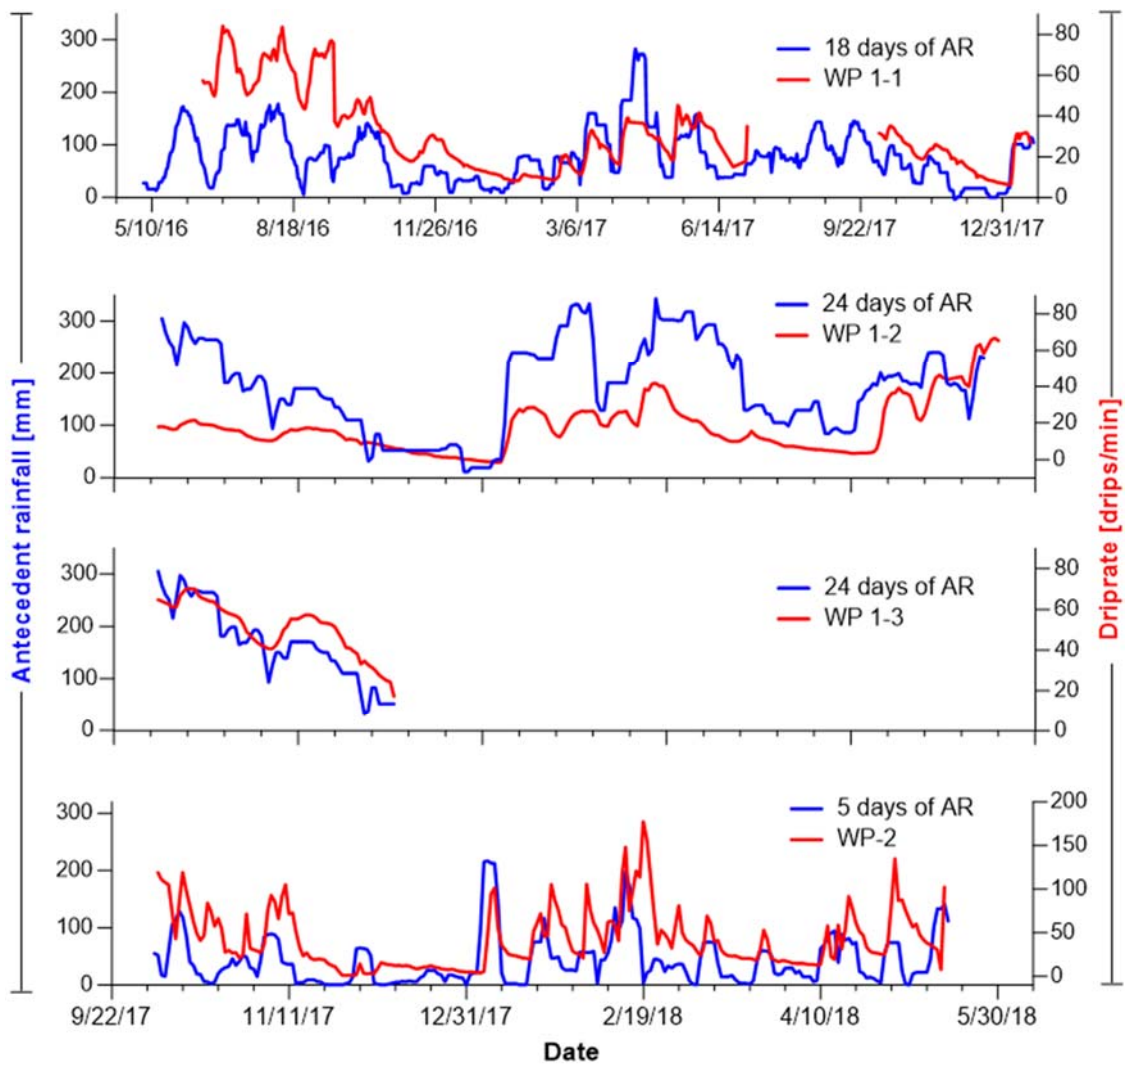 Antecedent rainfall [mm]
Driprate [drips/min]
300
200
100
0
80
60
40
20
0
18 days of AR
WP 1-1
5/10/16 8/18/16 11/26/16 3/6/17 6/14/17 9/22/17 12/31/17
300
200
100
0
80
60
40
20
0
24 days of AR
WP 1-2
300
200
100
0
80
60
40
20
0
24 days of AR
WP 1-3
300
200
100
0
200
150
100
50
0
5 days of AR
WP-2
9/22/17 11/11/17 12/31/17 2/19/18 4/10/18 5/30/18
Date